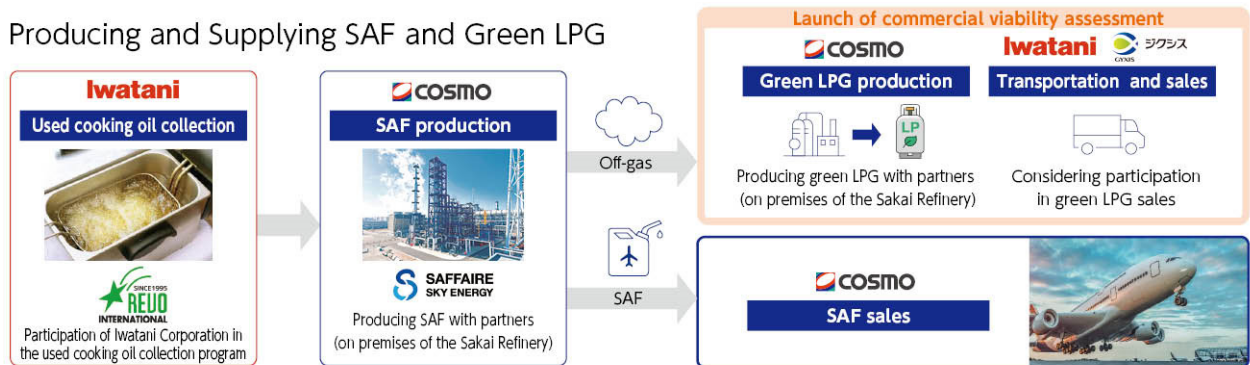 Producing and Supplying SAF and Green LPG
Iwatani
Used cooking oil collection
SINCE1995
REVO
INTERNATIONAL
Participation of Iwatani Corporation in
the used cooking oil collection program
COSMO
SAF production
SAFFAIRE
SKY ENERGY
Producing SAF with partners
(on premises of the Sakai Refinery)
Off-gas
SAF
Launch of commercial viability assessment
COSMO
Green LPG production
LP
Producing green LPG with partners
(on premises of the Sakai Refinery)
Iwatani
GYXIS
ジクシス
Transportation and sales
Considering participation
in green LPG sales
COSMO
SAF sales